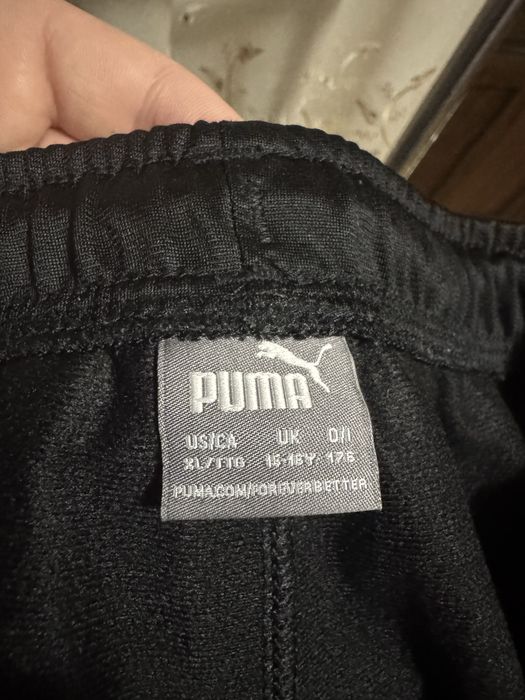 PUMA
US/CA UK D/I
XL/TTG 15-16Y 176
PUMA.COM/FOREVERBETTER